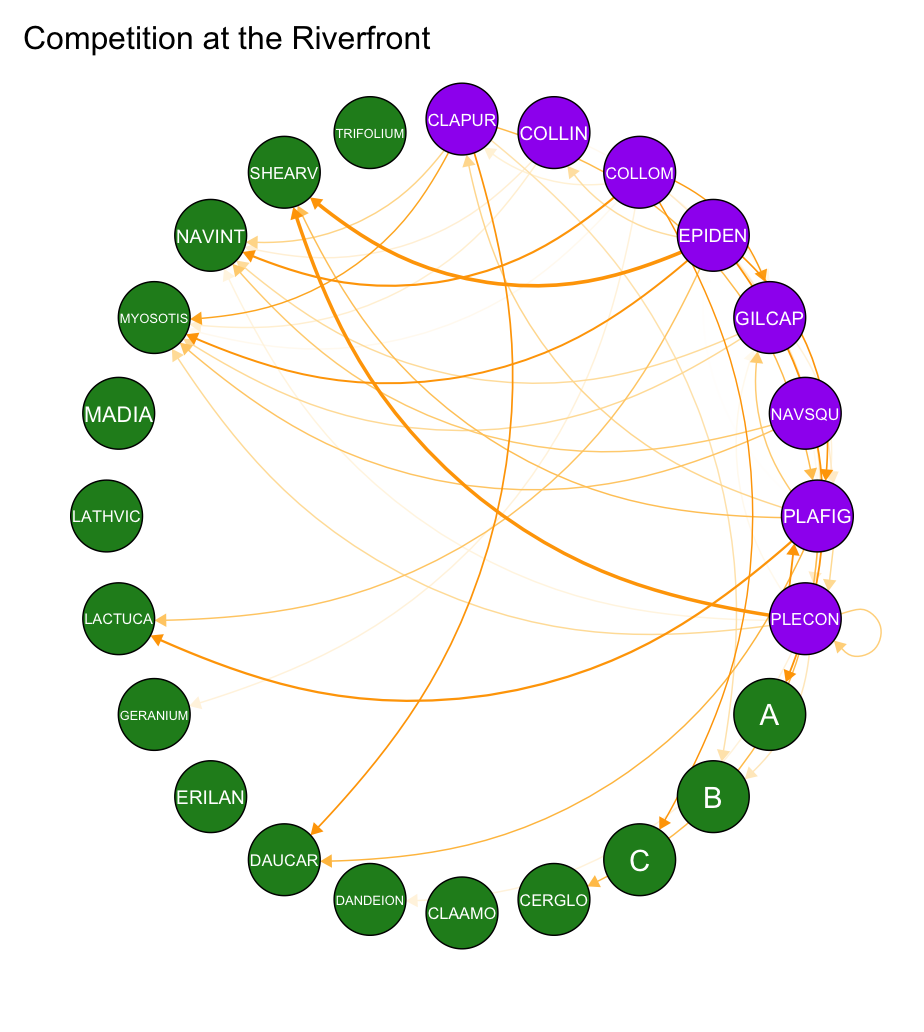 Competition at the Riverfront
CLAPUR
COLLIN
TRIFOLIUM
COLLOM
SHEARV
EPIDEN
NAVINT
GILCAP
MYOSOTIS
NAVSQU
MADIA
PLAFIG
LATHVIC
PLECON
LACTUCA
A
GERANIUM
B
ERILAN
C
DAUCAR
CERGLO
DANDEION
CLAAMO